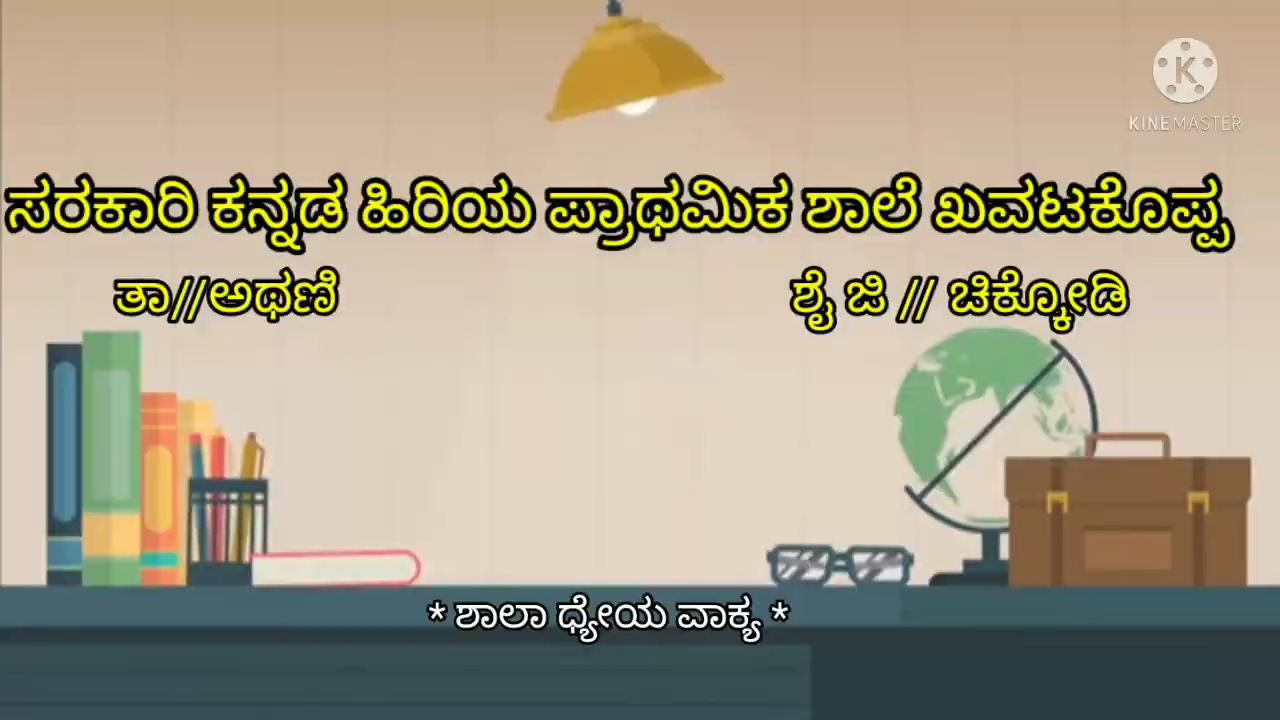 KINEMASTER
ಸರಕಾರಿ ಕನ್ನಡ ಹಿರಿಯ ಪ್ರಾಥಮಿಕ ಶಾಲೆ ಖವಟಕೊಪ್ಪ
ತಾ//ಅಥಣಿ ಶೈ ಜಿ // ಚಿಕ್ಕೋಡಿ
* ಶಾಲಾ ಧ್ಯೇಯ ವಾಕ್ಯ *